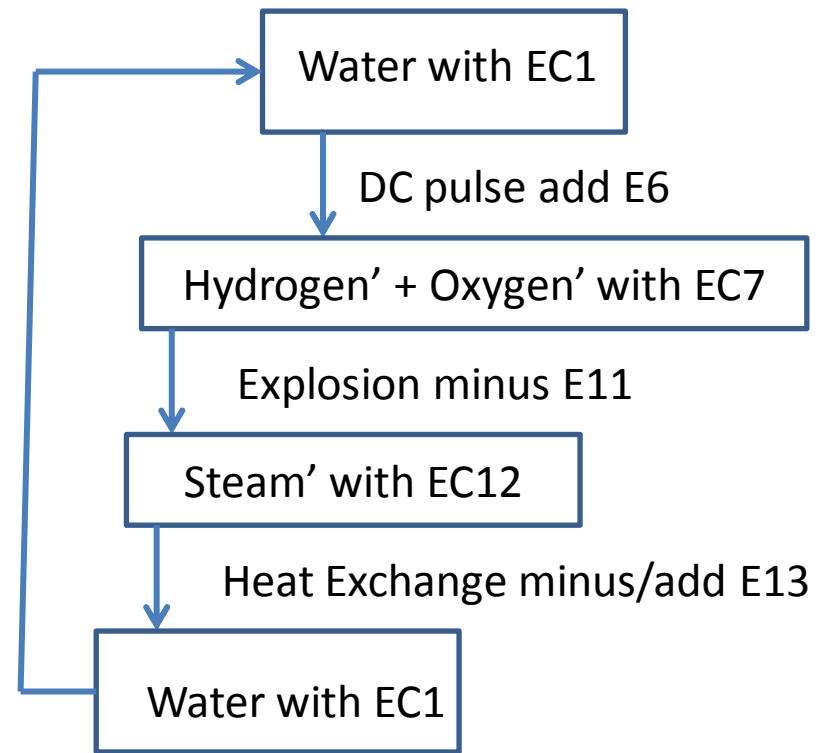 Water with EC1
DC pulse add E6
Hydrogen’ + Oxygen’ with EC7
Explosion minus E11
Steam’ with EC12
Heat Exchange minus/add E13
Water with EC1